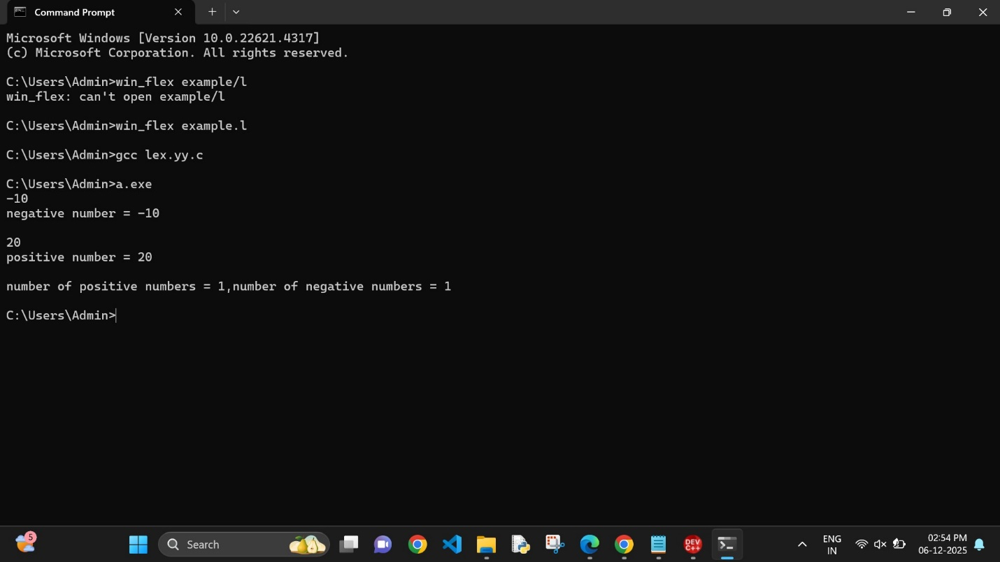 Command Prompt
Microsoft Windows [Version 10.0.22621.4317]
(c) Microsoft Corporation. All rights reserved.
C:\Users\Admin>win_flex example/l
win_flex: can't open example/l
C:\Users\Admin>win_flex example.l
C:\Users\Admin>gcc lex.yy.c
C:\Users\Admin>a.exe
-10
negative number = -10
20
positive number = 20
number of positive numbers = 1,number of negative numbers = 1
C:\Users\Admin>
5
Search
DEV
C++
ENG
IN
02:54 PM
06-12-2025